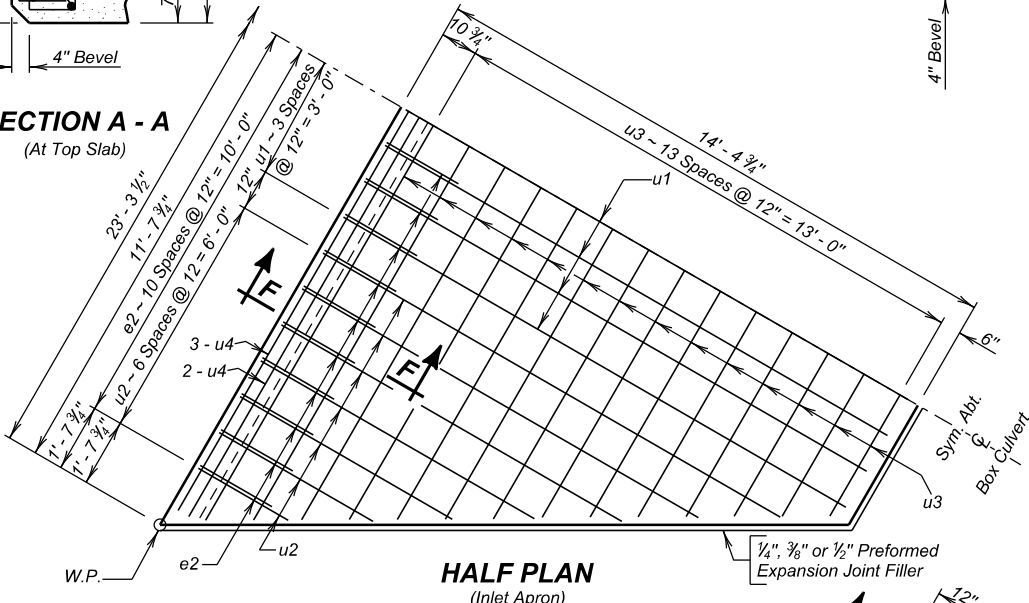 4" Bevel
ECTION A - A
(At Top Slab)
4" Bevel
23' - 3 ½"
11' - 7 ¾"
e2 ~ 10 Spaces @ 12" = 10' - 0"
u2 ~ 6 Spaces @ 12 = 6' - 0"
12"
u1 ~ 3 Spaces
@ 12" = 3' - 0"
1' - 7 ¾"
1' - 7 ¾"
10 ¾"
14' - 4 ¾"
u3 ~ 13 Spaces @ 12" = 13' - 0"
6"
u1
F
F
3 - u4
2 - u4
Sym. Abt.
℄
Box Culvert
u3
W.P.
e2
u2
HALF PLAN
(Inlet Apron)
¼", ⅜" or ½" Preformed
Expansion Joint Filler
12"